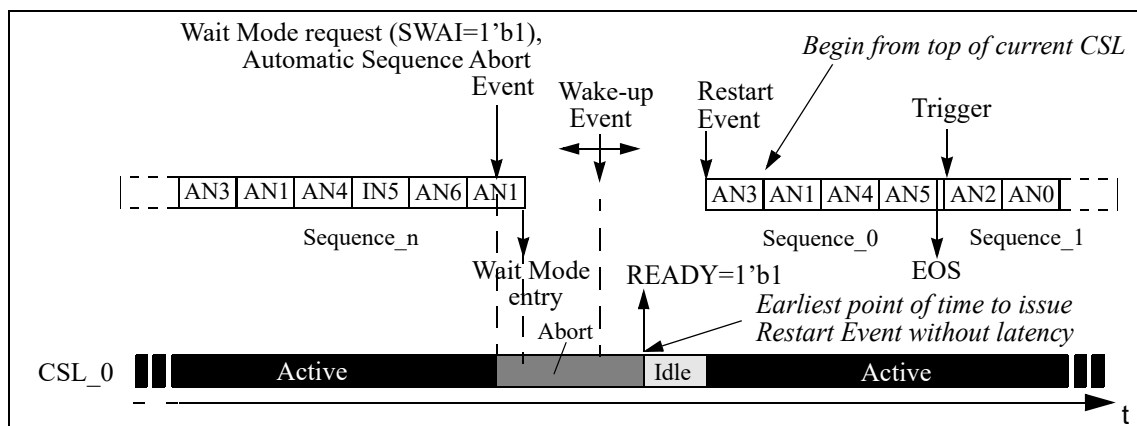 Wait Mode request (SWAI=1’b1),
Automatic Sequence Abort
Event
Begin from top of current CSL
Wake-up
Event
Restart
Event
Trigger
AN3 AN1 AN4 IN5 AN6 AN1
AN3 AN1 AN4 AN5 AN2 AN0
Sequence_n
Sequence_0
Sequence_1
Wait Mode
entry
READY=1’b1
EOS
Earliest point of time to issue
Restart Event without latency
Abort
CSL_0
Active
Idle
Active
t